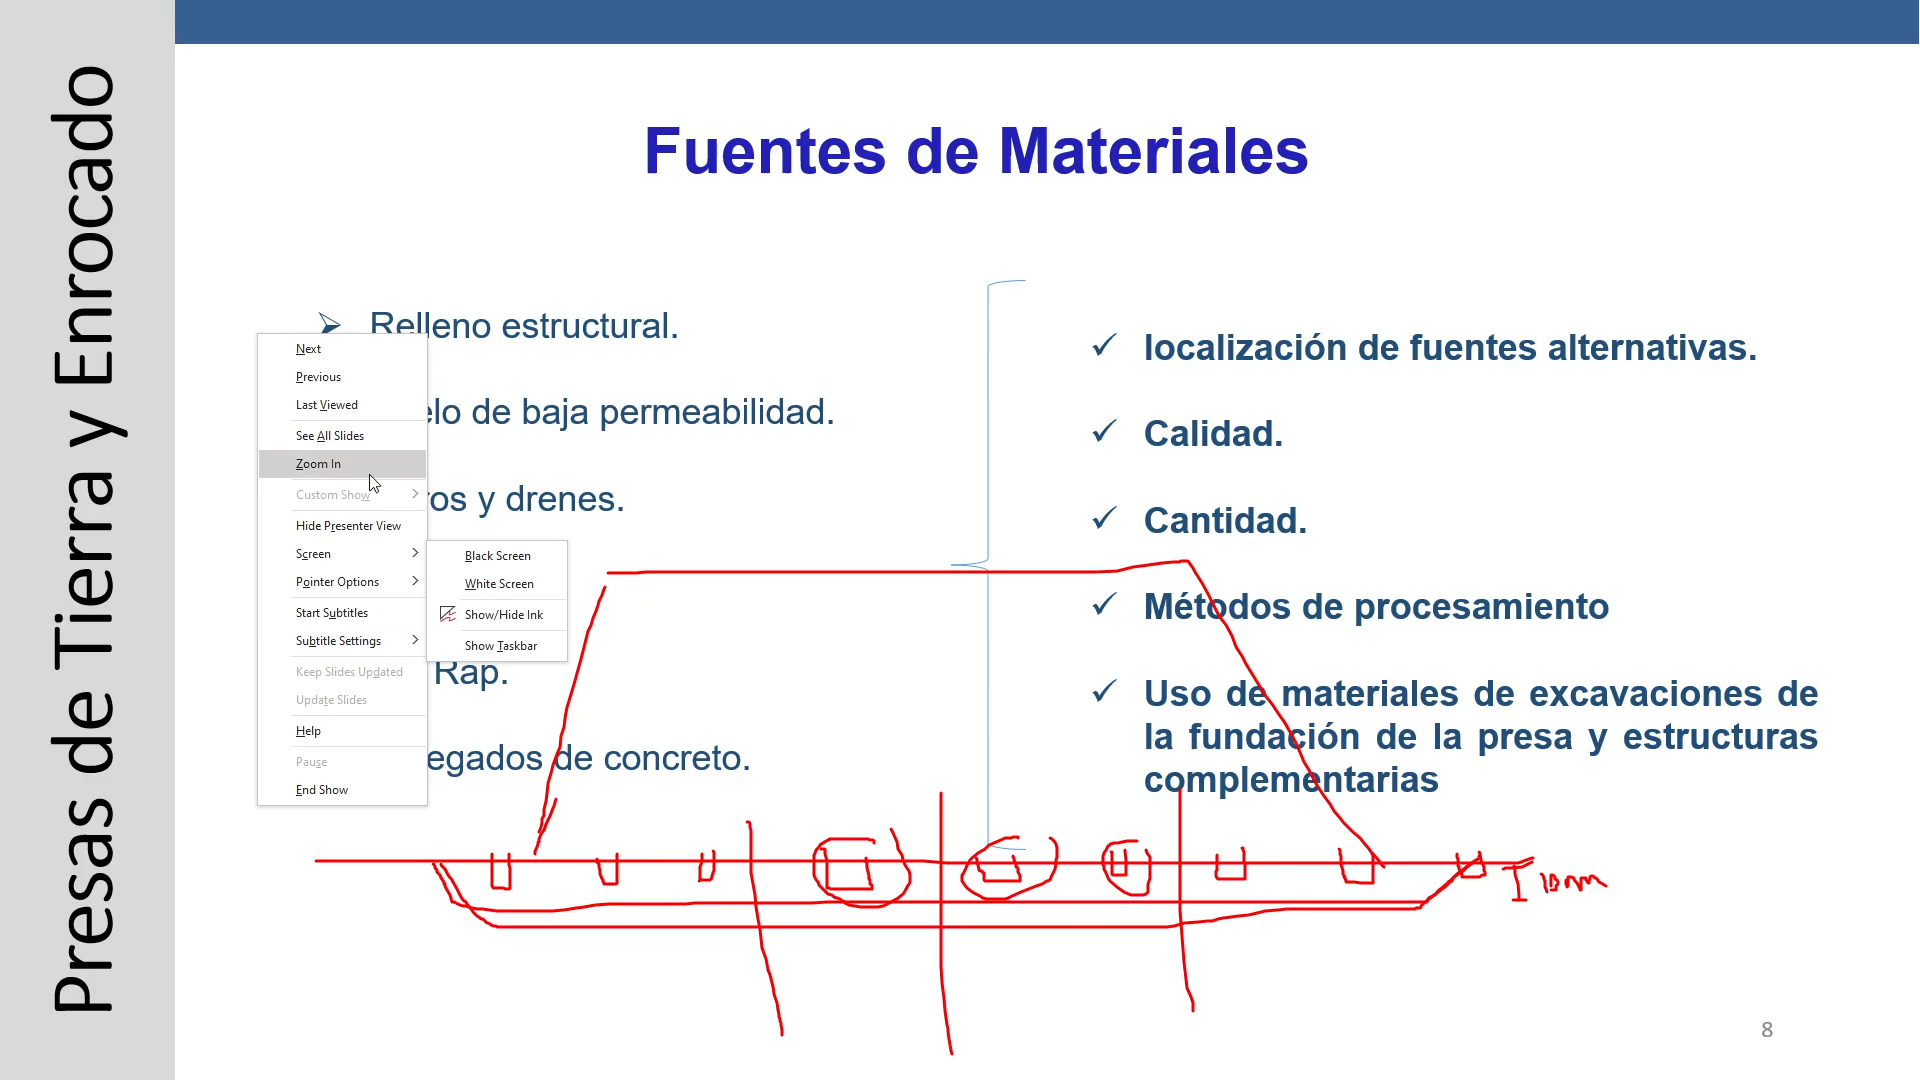 Presas de Tierra y Enrocado
Fuentes de Materiales
Relleno estructural.
elo de baja permeabilidad.
ros y drenes.
Rap.
egados de concreto.
localización de fuentes alternativas.
Calidad.
Cantidad.
Métodos de procesamiento
Uso de materiales de excavaciones de
la fundación de la presa y estructuras
complementarias
Next
Previous
Last Viewed
See All Slides
Zoom In
Custom Show
Hide Presenter View
Screen
Pointer Options
Start Subtitles
Subtitle Settings
Keep Slides Updated
Update Slides
Help
Pause
End Show
Black Screen
White Screen
Show/Hide Ink
Show Taskbar
8